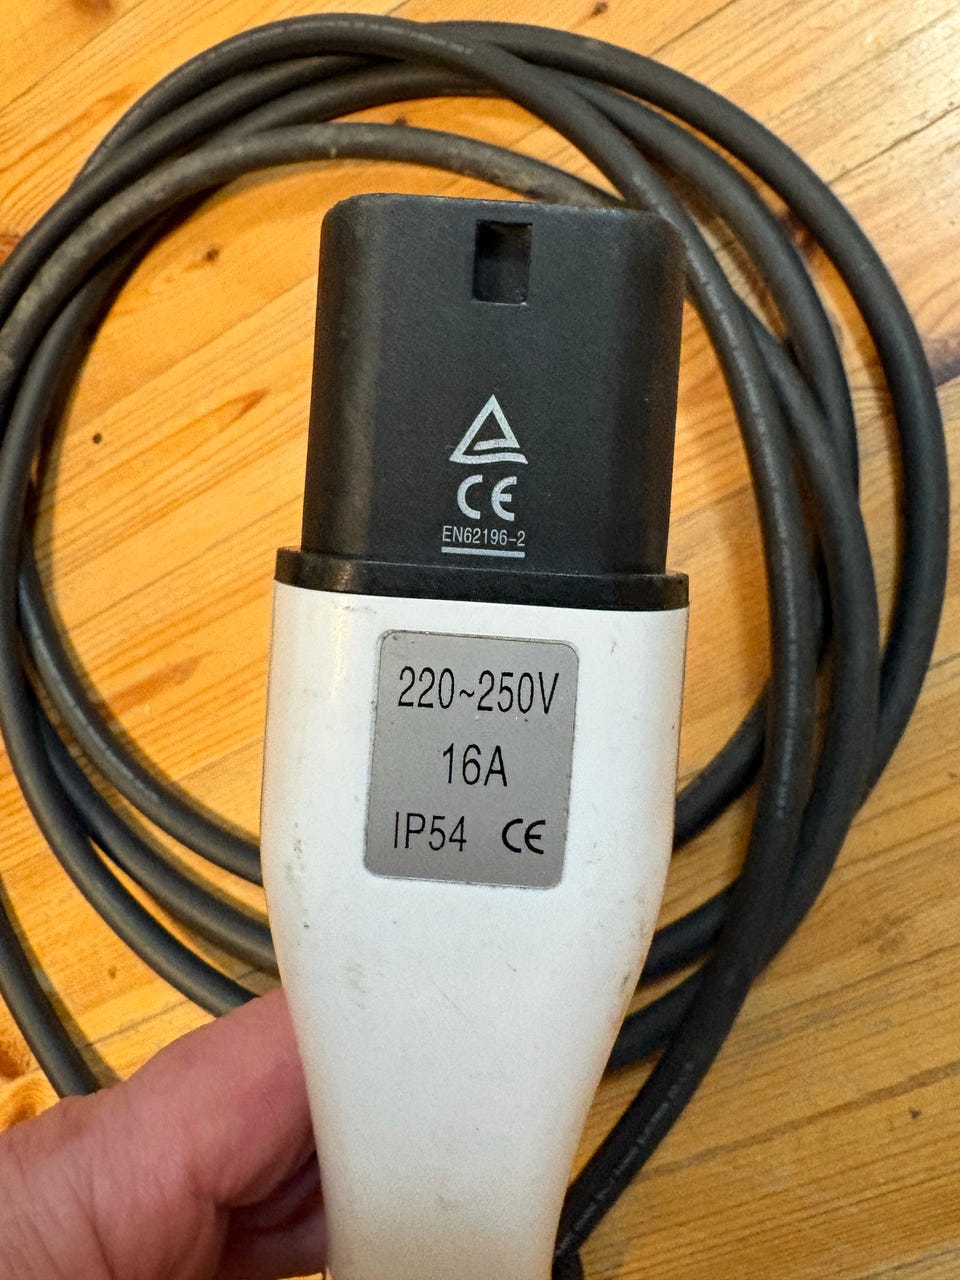 CE
EN62196-2
220~250V
16A
IP54 CE